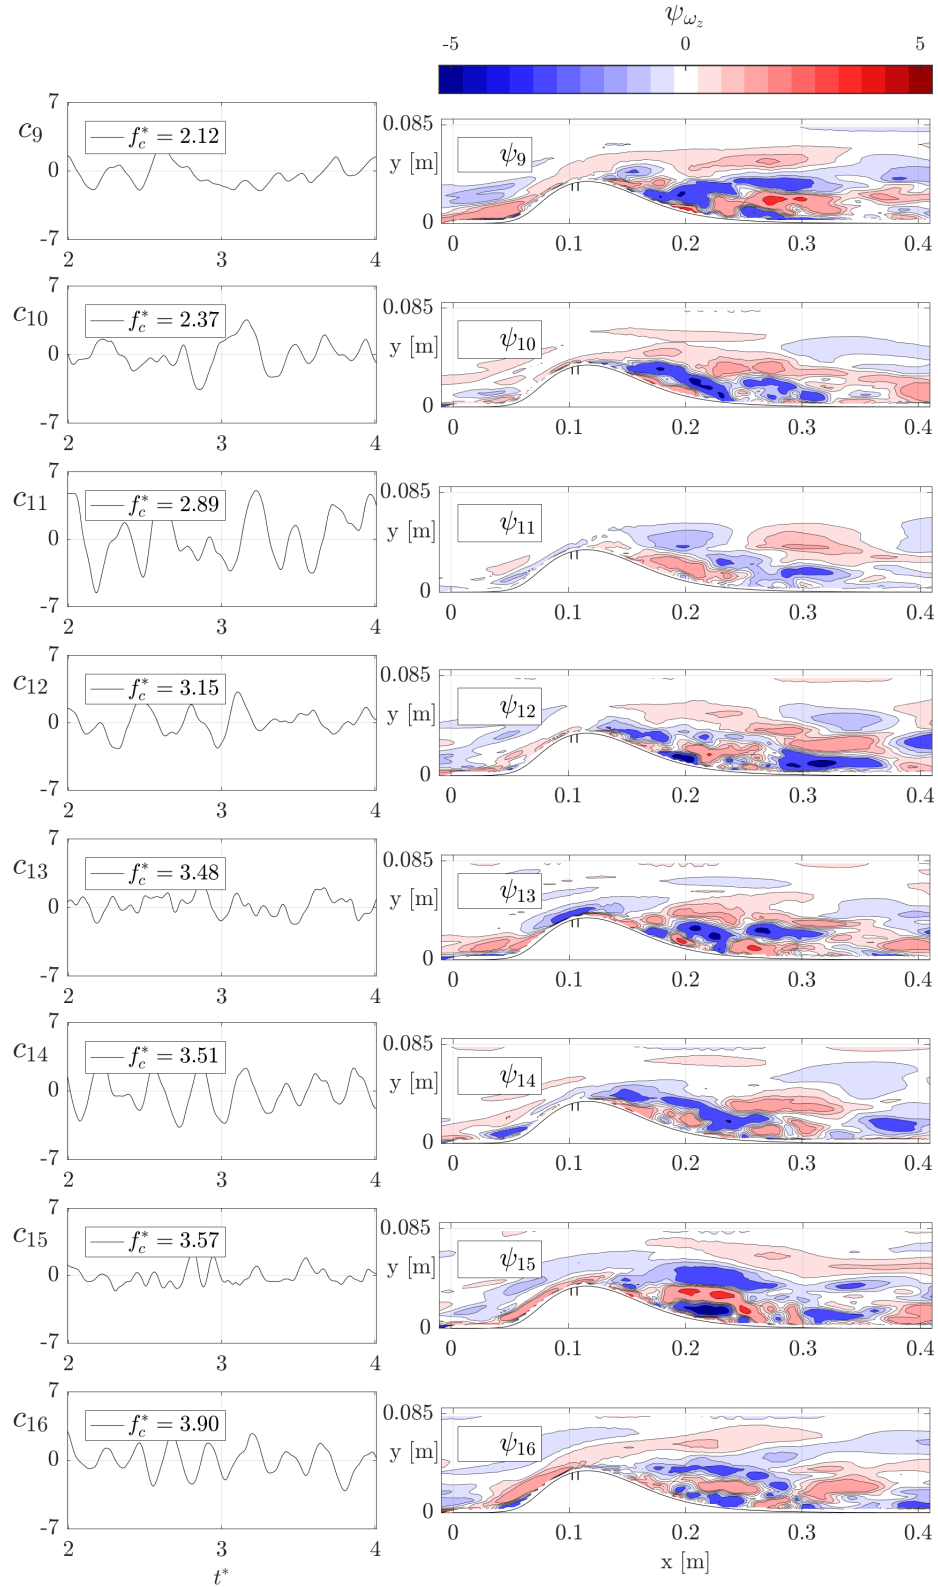 ψ_{ω_z}
-5 0 5
7
c_9
f_c^* = 2.12
0
-7
2 3 4
0.085
y [m]
ψ_9
0
0 0.1 0.2 0.3 0.4
7
c_10
f_c^* = 2.37
0
-7
2 3 4
0.085
y [m]
ψ_10
0
0 0.1 0.2 0.3 0.4
7
c_11
f_c^* = 2.89
0
-7
2 3 4
0.085
y [m]
ψ_11
0
0 0.1 0.2 0.3 0.4
7
c_12
f_c^* = 3.15
0
-7
2 3 4
0.085
y [m]
ψ_12
0
0 0.1 0.2 0.3 0.4
7
c_13
f_c^* = 3.48
0
-7
2 3 4
0.085
y [m]
ψ_13
0
0 0.1 0.2 0.3 0.4
7
c_14
f_c^* = 3.51
0
-7
2 3 4
0.085
y [m]
ψ_14
0
0 0.1 0.2 0.3 0.4
7
c_15
f_c^* = 3.57
0
-7
2 3 4
0.085
y [m]
ψ_15
0
0 0.1 0.2 0.3 0.4
7
c_16
f_c^* = 3.90
0
-7
2 3 4
t^*
0.085
y [m]
ψ_16
0
0 0.1 0.2 0.3 0.4
x [m]